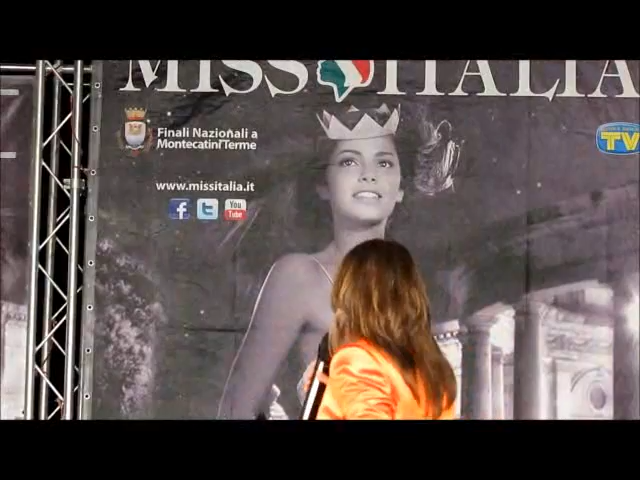 MISS ITALIA
Finali Nazionali a
Montecatini Terme
www.missitalia.it
f
t
You
Tube
TV